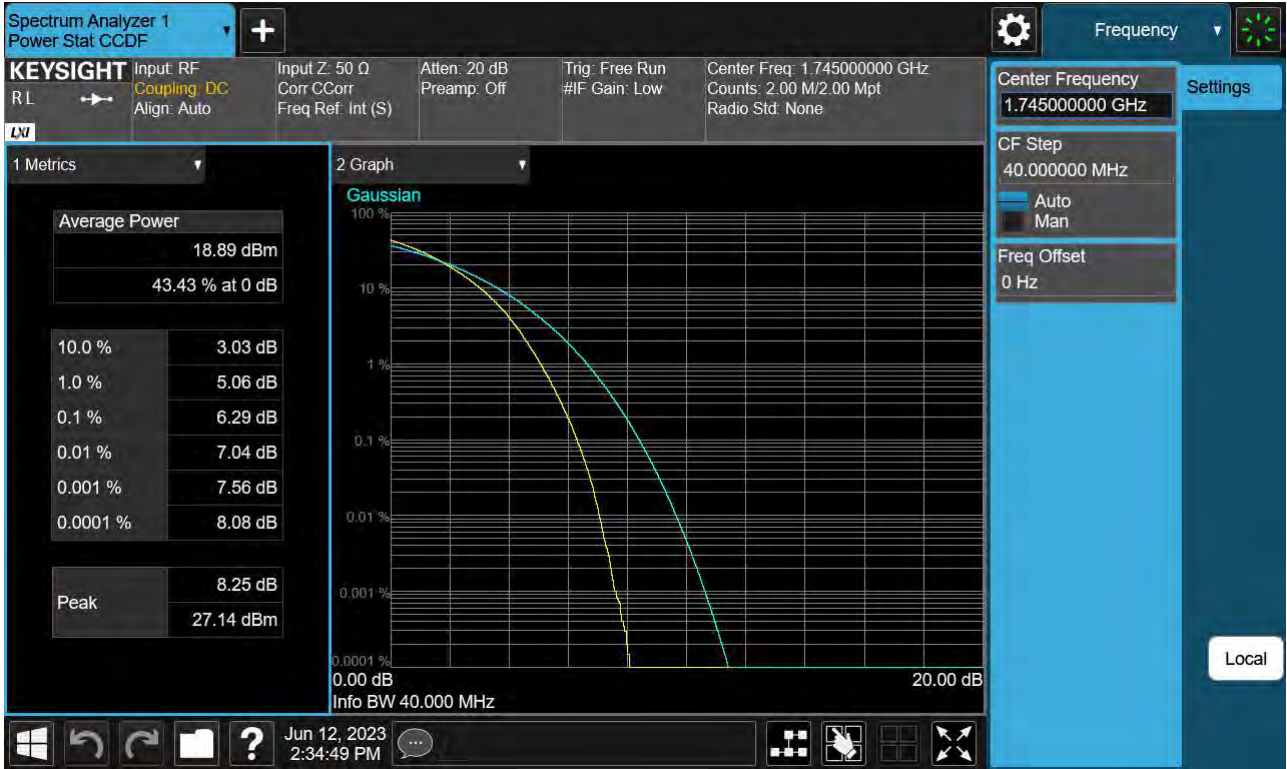 Spectrum Analyzer 1
Power Stat CCDF
+
Frequency
KEYSIGHT
RL
LXI
Input: RF
Coupling: DC
Align: Auto
Input Z: 50 Ω
Corr CCorr
Freq Ref: Int (S)
Atten: 20 dB
Preamp: Off
Trig: Free Run
#IF Gain: Low
Center Freq: 1.745000000 GHz
Counts: 2.00 M/2.00 Mpt
Radio Std: None
Center Frequency
1.745000000 GHz
Settings
CF Step
40.000000 MHz
Auto
Man
Freq Offset
0 Hz
1 Metrics
Average Power
18.89 dBm
43.43 % at 0 dB
10.0 % 3.03 dB
1.0 % 5.06 dB
0.1 % 6.29 dB
0.01 % 7.04 dB
0.001 % 7.56 dB
0.0001 % 8.08 dB
Peak
8.25 dB
27.14 dBm
2 Graph
Gaussian
100 %
10 %
1 %
0.1 %
0.01 %
0.001 %
0.0001 %
0.00 dB 20.00 dB
Info BW 40.000 MHz
Local
?
Jun 12, 2023
2:34:49 PM